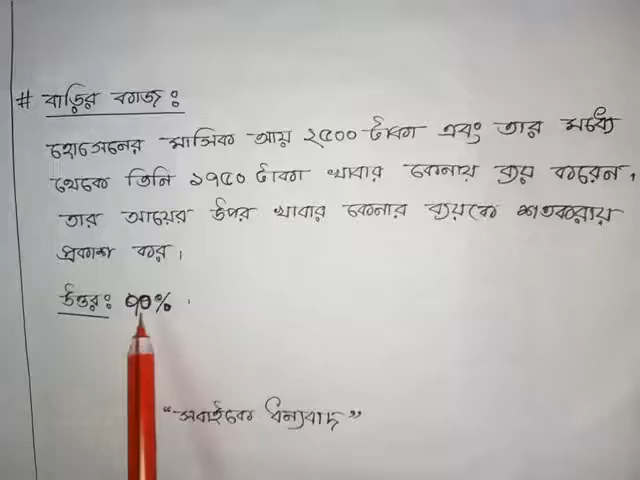 # বাড়ির কাজ:
হোসেনের মাসিক আয় ২৫০০ টাকা এবং তার মধ্যে
থেকে তিনি ১৭৫০ টাকা খাবার কেনায় ব্যয় করেন,
তার আয়ের উপর খাবার কেনার ব্যয়কে শতকরায়
প্রকাশ কর।
উত্তর: ৭০%
"সবাইকে ধন্যবাদ"